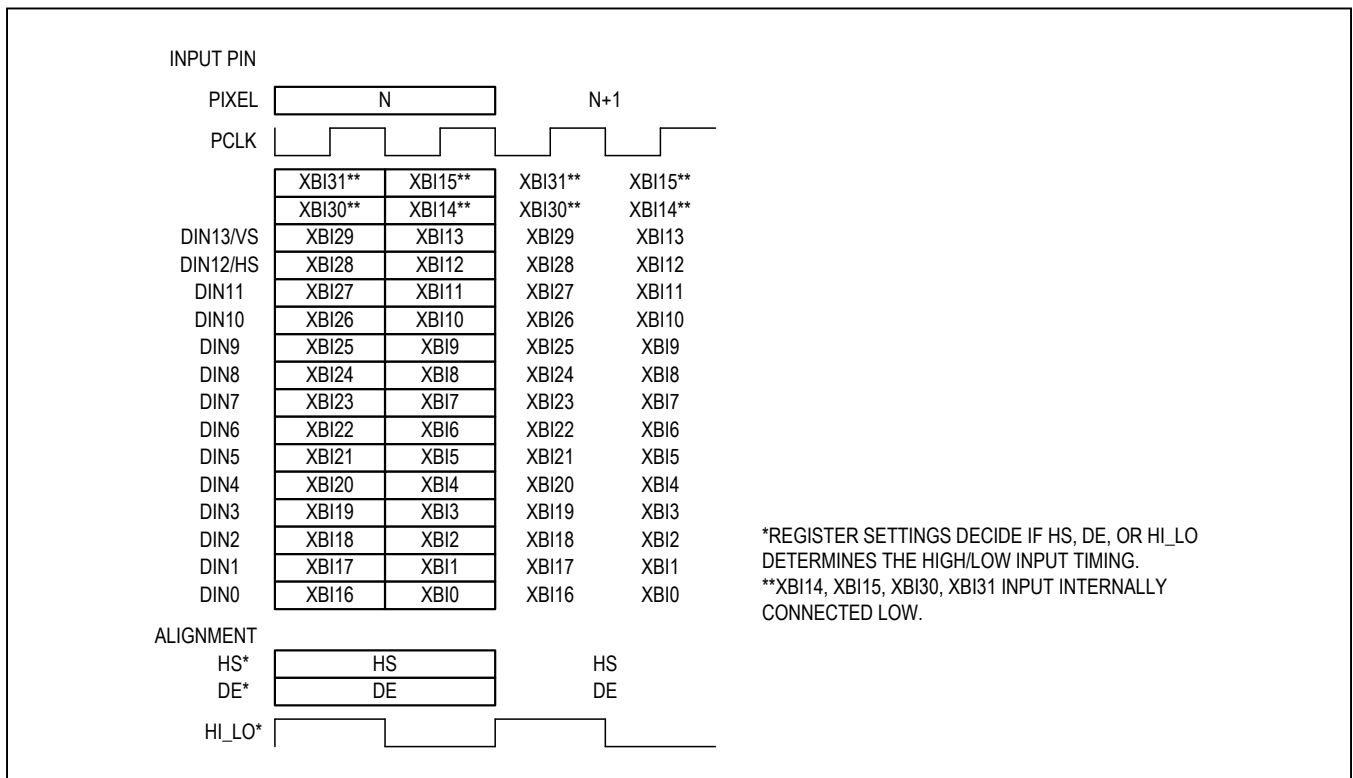 INPUT PIN
PIXEL N N+1
PCLK
XBI31** XBI15** XBI31** XBI15**
XBI30** XBI14** XBI30** XBI14**
DIN13/VS XBI29 XBI13 XBI29 XBI13
DIN12/HS XBI28 XBI12 XBI28 XBI12
DIN11 XBI27 XBI11 XBI27 XBI11
DIN10 XBI26 XBI10 XBI26 XBI10
DIN9 XBI25 XBI9 XBI25 XBI9
DIN8 XBI24 XBI8 XBI24 XBI8
DIN7 XBI23 XBI7 XBI23 XBI7
DIN6 XBI22 XBI6 XBI22 XBI6
DIN5 XBI21 XBI5 XBI21 XBI5
DIN4 XBI20 XBI4 XBI20 XBI4
DIN3 XBI19 XBI3 XBI19 XBI3
DIN2 XBI18 XBI2 XBI18 XBI2
DIN1 XBI17 XBI1 XBI17 XBI1
DIN0 XBI16 XBI0 XBI16 XBI0
ALIGNMENT
HS* HS HS
DE* DE DE
HI_LO*
*REGISTER SETTINGS DECIDE IF HS, DE, OR HI_LO
DETERMINES THE HIGH/LOW INPUT TIMING.
**XBI14, XBI15, XBI30, XBI31 INPUT INTERNALLY
CONNECTED LOW.